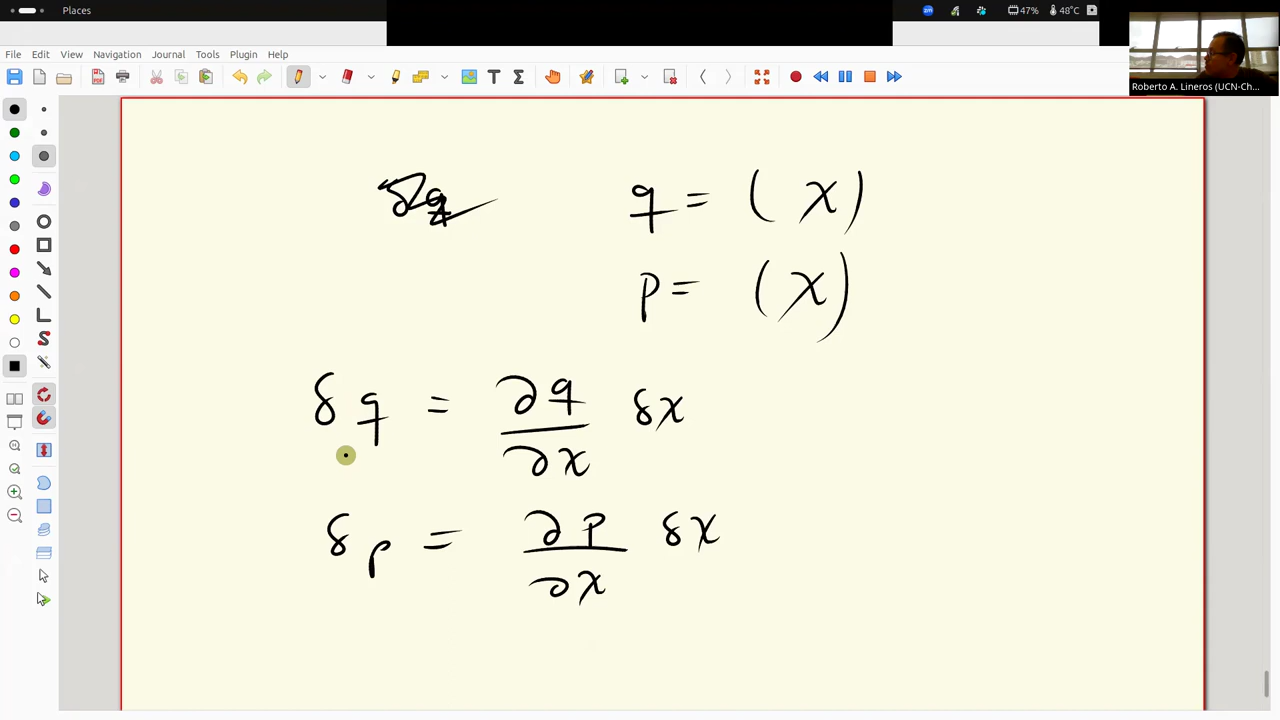 Places
47% 48°C
File Edit View Navigation Journal Tools Plugin Help
Roberto A. Lineros (UCN-Ch...
q = ( χ )
p = ( χ )
δq = ∂q/∂x δx
δp = ∂p/∂x δx